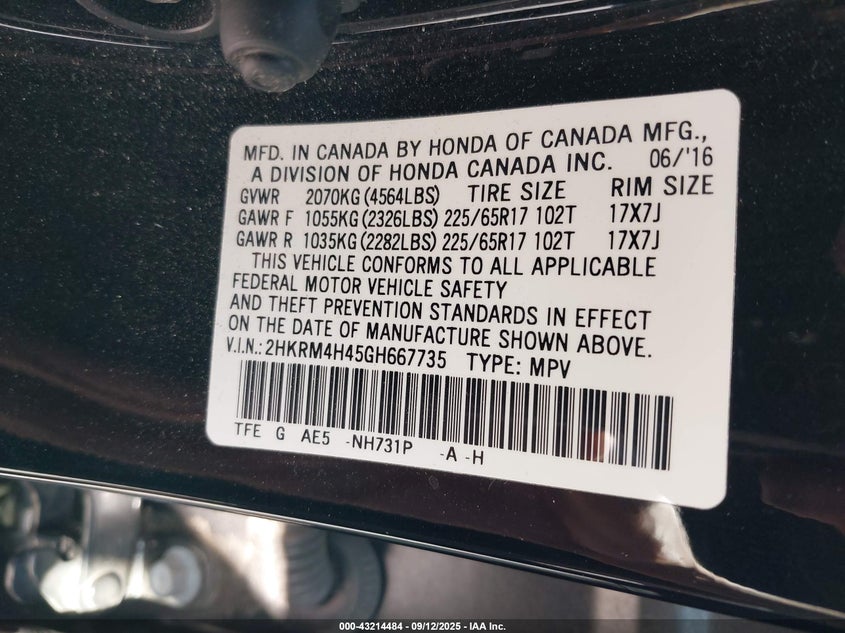 MFD. IN CANADA BY HONDA OF CANADA MFG.,
A DIVISION OF HONDA CANADA INC. 06/'16
GVWR 2070KG (4564LBS) TIRE SIZE RIM SIZE
GAWR F 1055KG (2326LBS) 225/65R17 102T 17X7J
GAWR R 1035KG (2282LBS) 225/65R17 102T 17X7J
THIS VEHICLE CONFORMS TO ALL APPLICABLE
FEDERAL MOTOR VEHICLE SAFETY
AND THEFT PREVENTION STANDARDS IN EFFECT
ON THE DATE OF MANUFACTURE SHOWN ABOVE.
V.I.N.: 2HKRM4H45GH667735 TYPE: MPV
TFE G AE5 -NH731P -A -H
000-43214484 - 09/12/2025 - IAA Inc.